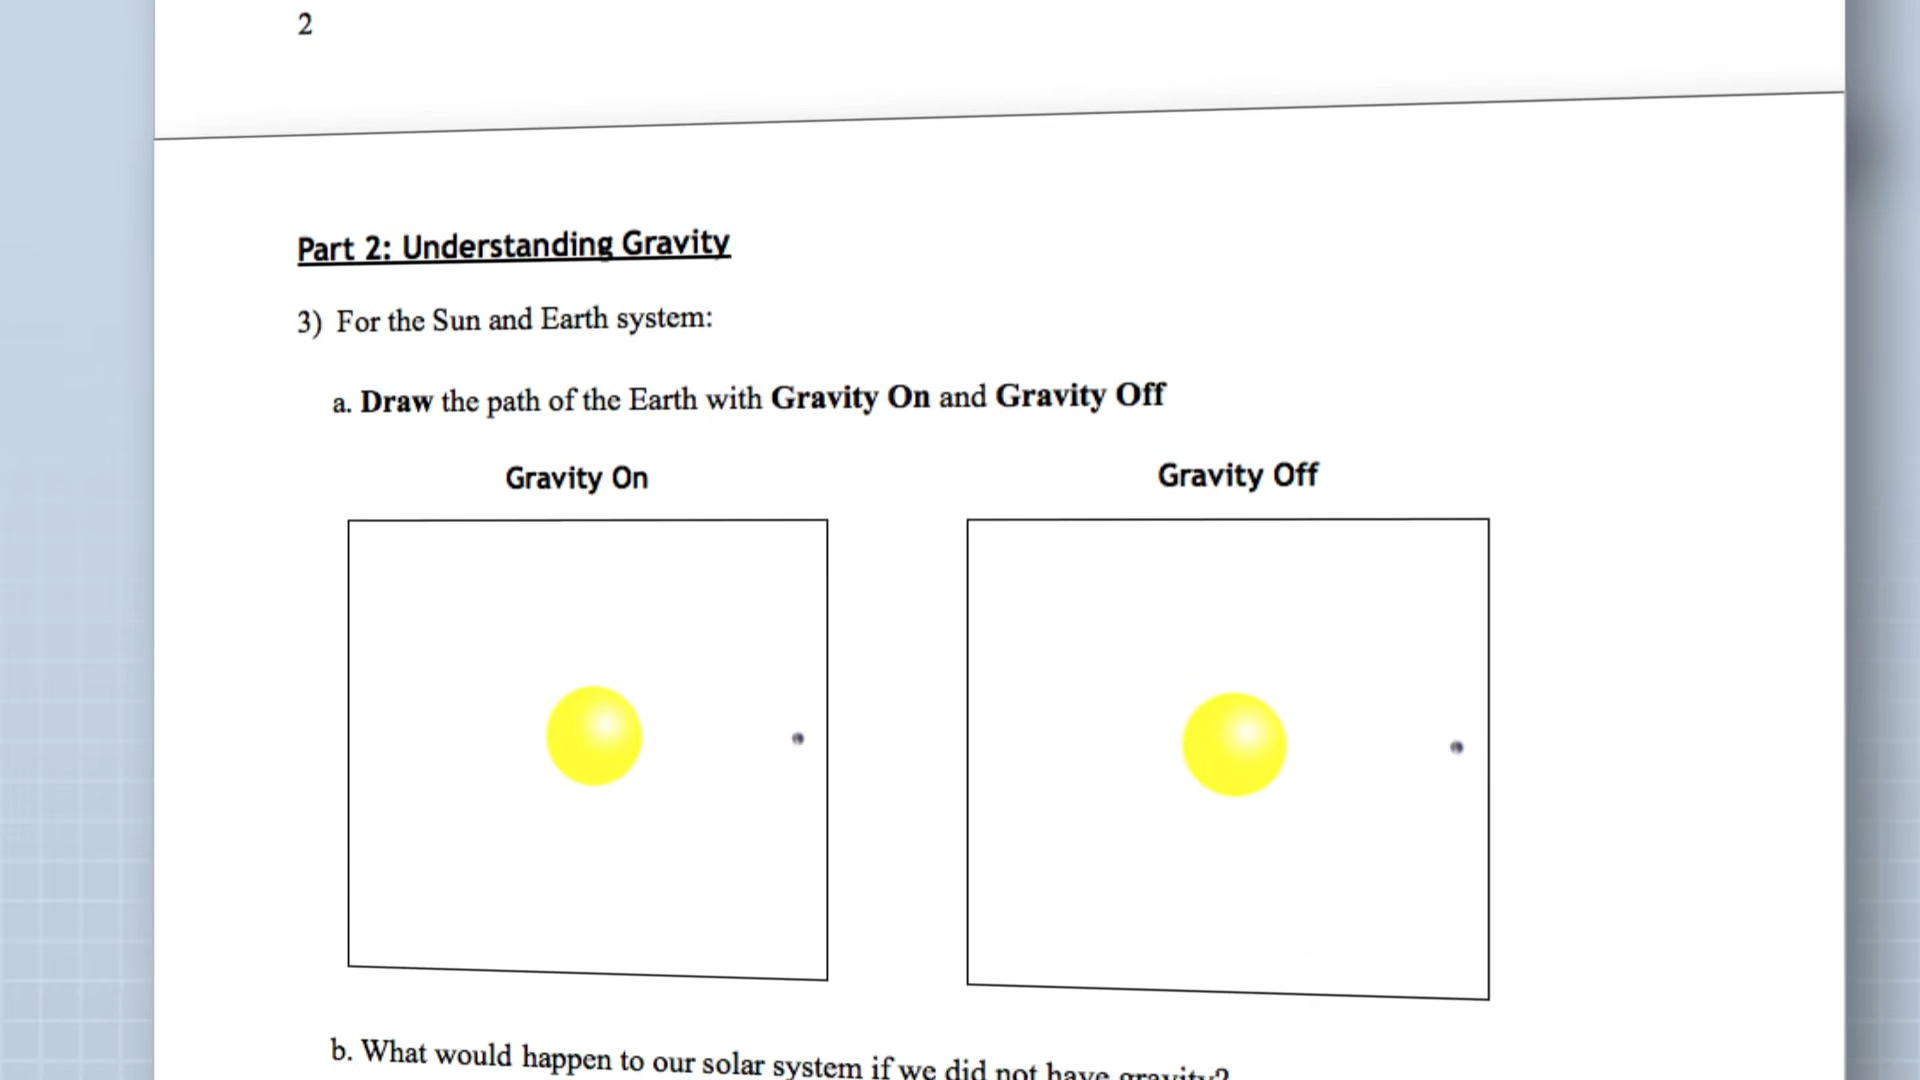 2
Part 2: Understanding Gravity
3) For the Sun and Earth system:
a. Draw the path of the Earth with Gravity On and Gravity Off
Gravity On
Gravity Off
b. What would happen to our solar system if we did not have gravity?